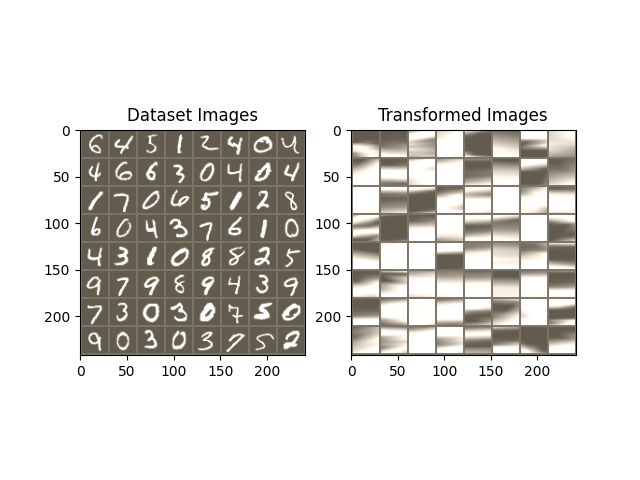 Dataset Images
Transformed Images
0
50
100
150
200
0 50 100 150 200
6 4 5 1 2 4 0 4
4 6 6 3 0 4 0 4
1 7 0 6 5 1 2 8
6 0 4 3 7 6 1 0
4 3 1 0 8 8 2 5
9 7 9 8 9 4 3 9
7 3 0 3 0 7 5 0
9 0 3 0 3 7 5 2
0
50
100
150
200
0 50 100 150 200